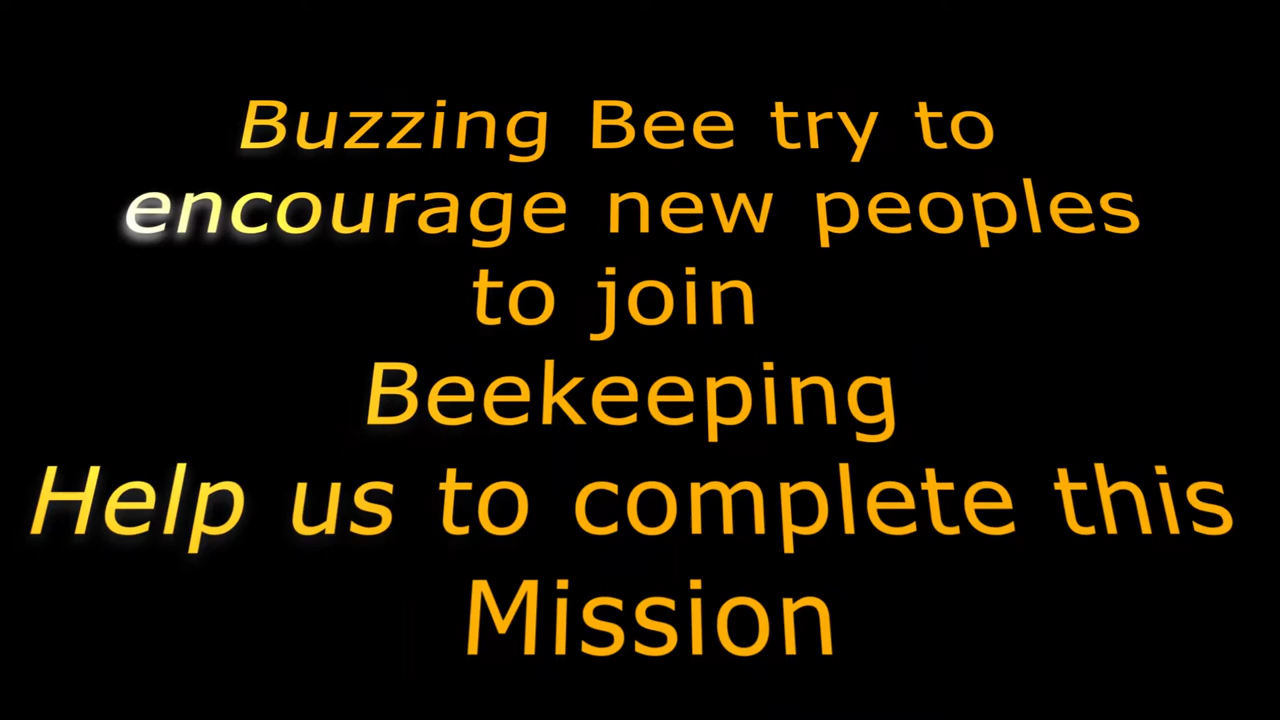 Buzzing Bee try to
encourage new peoples
to join
Beekeeping
Help us to complete this
Mission